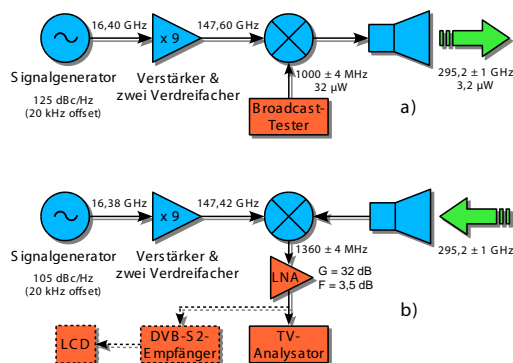 16,40 GHz
147,60 GHz
x 9
Signalgenerator
125 dBc/Hz
(20 kHz offset)
Verstärker &
zwei Verdreifacher
1000 ± 4 MHz
32 µW
Broadcast-
Tester
295,2 ± 1 GHz
3,2 µW
a)
16,38 GHz
147,42 GHz
x 9
Signalgenerator
105 dBc/Hz
(20 kHz offset)
Verstärker &
zwei Verdreifacher
1360 ± 4 MHz
295,2 ± 1 GHz
LNA
G = 32 dB
F = 3,5 dB
b)
LCD
DVB-S2-
Empfänger
TV-
Analysator